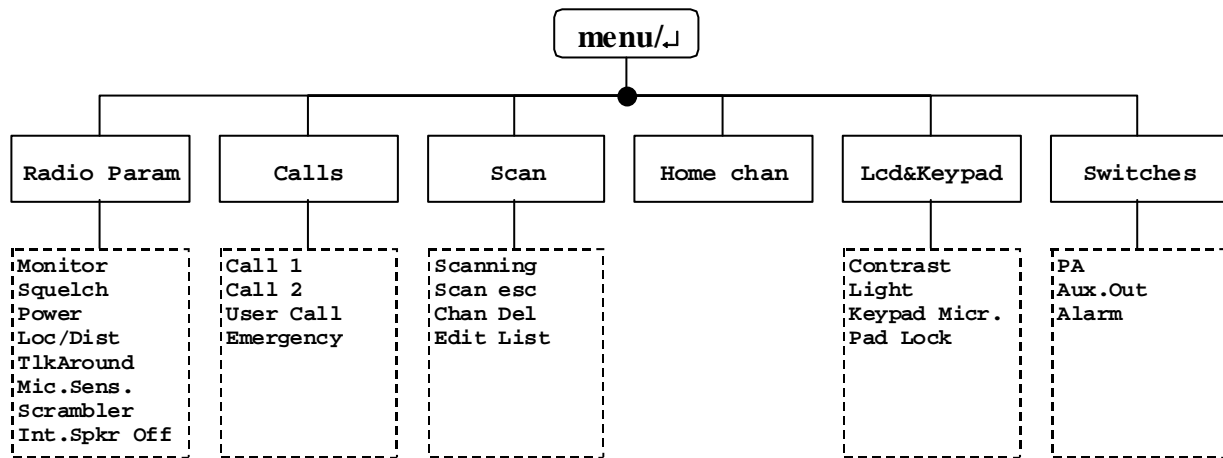 menu/↵
Radio Param
Calls
Scan
Home chan
Lcd&Keypad
Switches
Monitor
Squelch
Power
Loc/Dist
TlkAround
Mic.Sens.
Scrambler
Int.Spkr Off
Call 1
Call 2
User Call
Emergency
Scanning
Scan esc
Chan Del
Edit List
Contrast
Light
Keypad Micr.
Pad Lock
PA
Aux.Out
Alarm